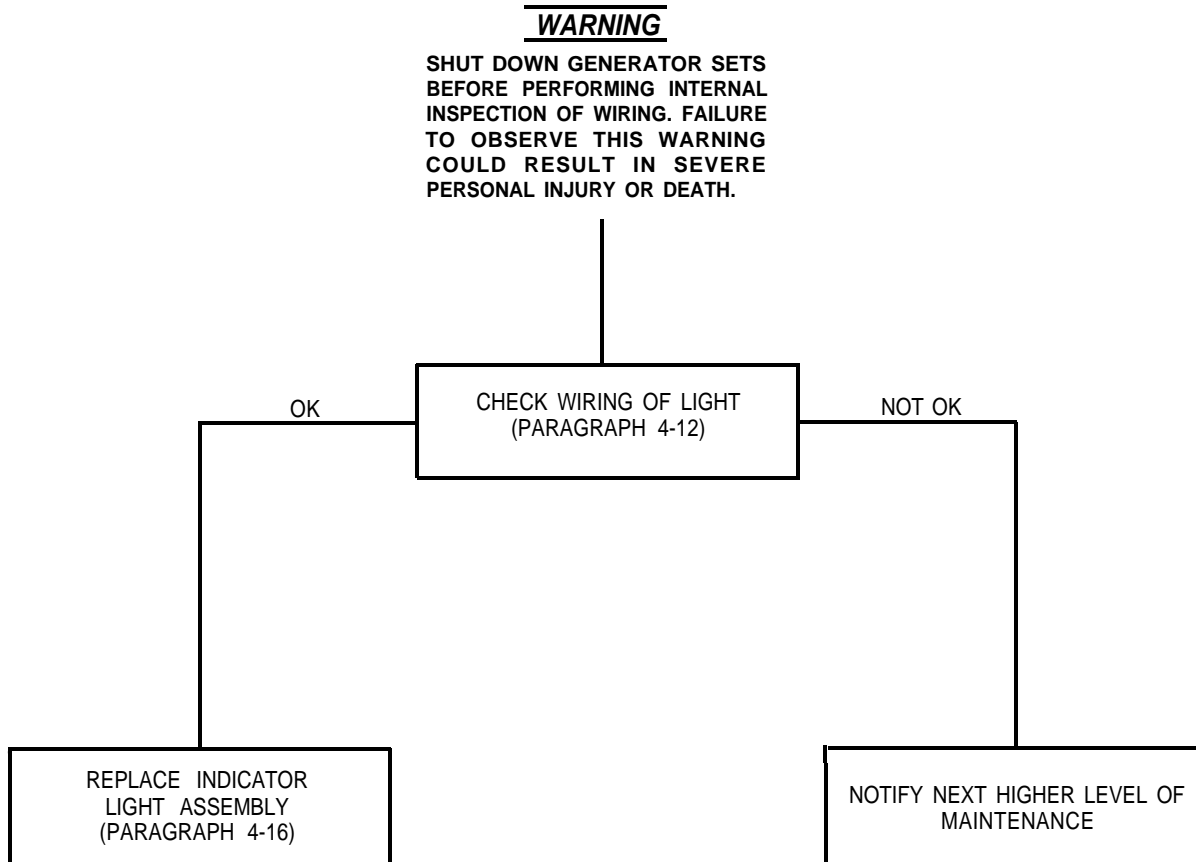 WARNING
SHUT DOWN GENERATOR SETS
BEFORE PERFORMING INTERNAL
INSPECTION OF WIRING. FAILURE
TO OBSERVE THIS WARNING
COULD RESULT IN SEVERE
PERSONAL INJURY OR DEATH.
OK
CHECK WIRING OF LIGHT
(PARAGRAPH 4-12)
NOT OK
REPLACE INDICATOR
LIGHT ASSEMBLY
(PARAGRAPH 4-16)
NOTIFY NEXT HIGHER LEVEL OF
MAINTENANCE